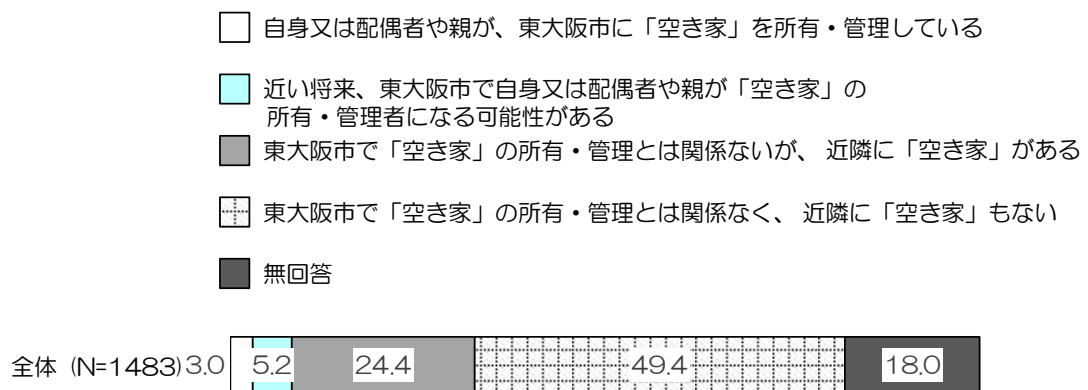 自身又は配偶者や親が、東大阪市に「空き家」を所有・管理している
近い将来、東大阪市で自身又は配偶者や親が「空き家」の
所有・管理者になる可能性がある
東大阪市で「空き家」の所有・管理とは関係ないが、 近隣に「空き家」がある
東大阪市で「空き家」の所有・管理とは関係なく、 近隣に「空き家」もない
無回答
全体 (N=1483) 3.0 5.2 24.4 49.4 18.0